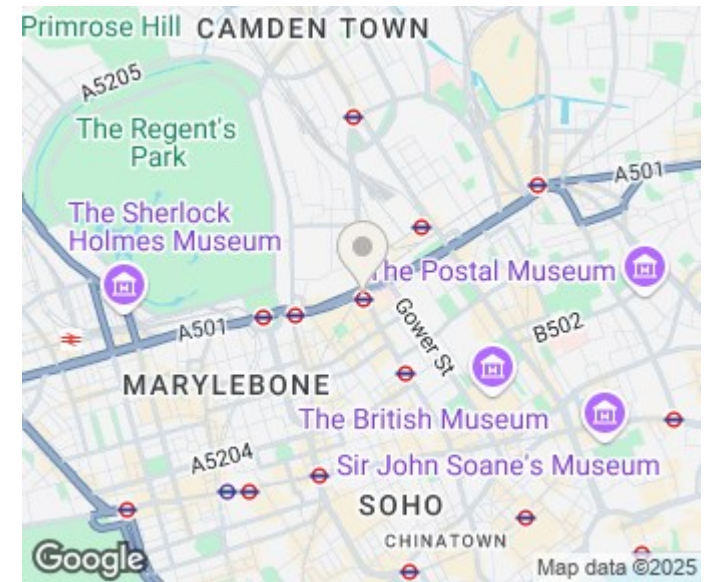 Primrose Hill
CAMDEN TOWN
A5205
The Regent's
Park
A501
The Sherlock
Holmes Museum
The Postal Museum
A501
Gower St
B502
MARYLEBONE
The British Museum
A5204
Sir John Soane's Museum
SOHO
CHINATOWN
Google
Map data ©2025